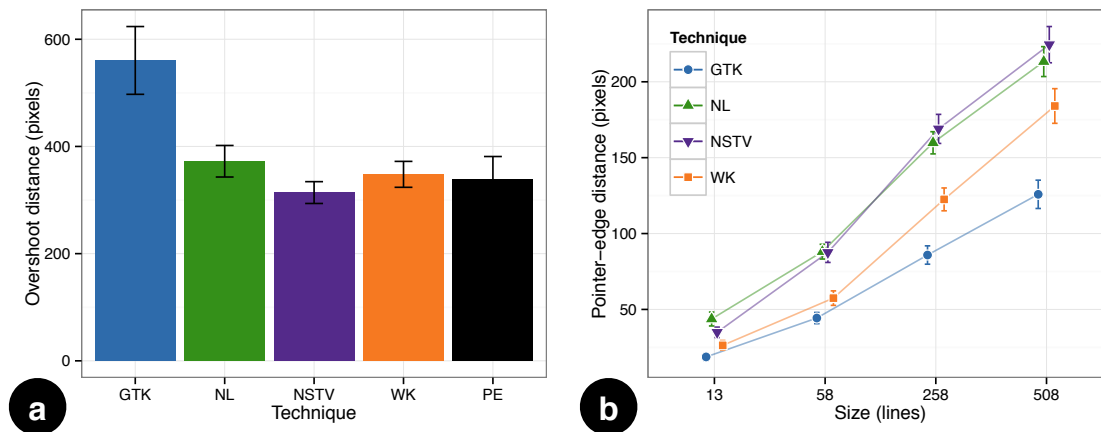 Overshoot distance (pixels)
600
400
200
0
GTK NL NSTV WK PE
Technique
a
Pointer−edge distance (pixels)
200
150
100
50
Technique
GTK
NL
NSTV
WK
13 58 258 508
Size (lines)
b